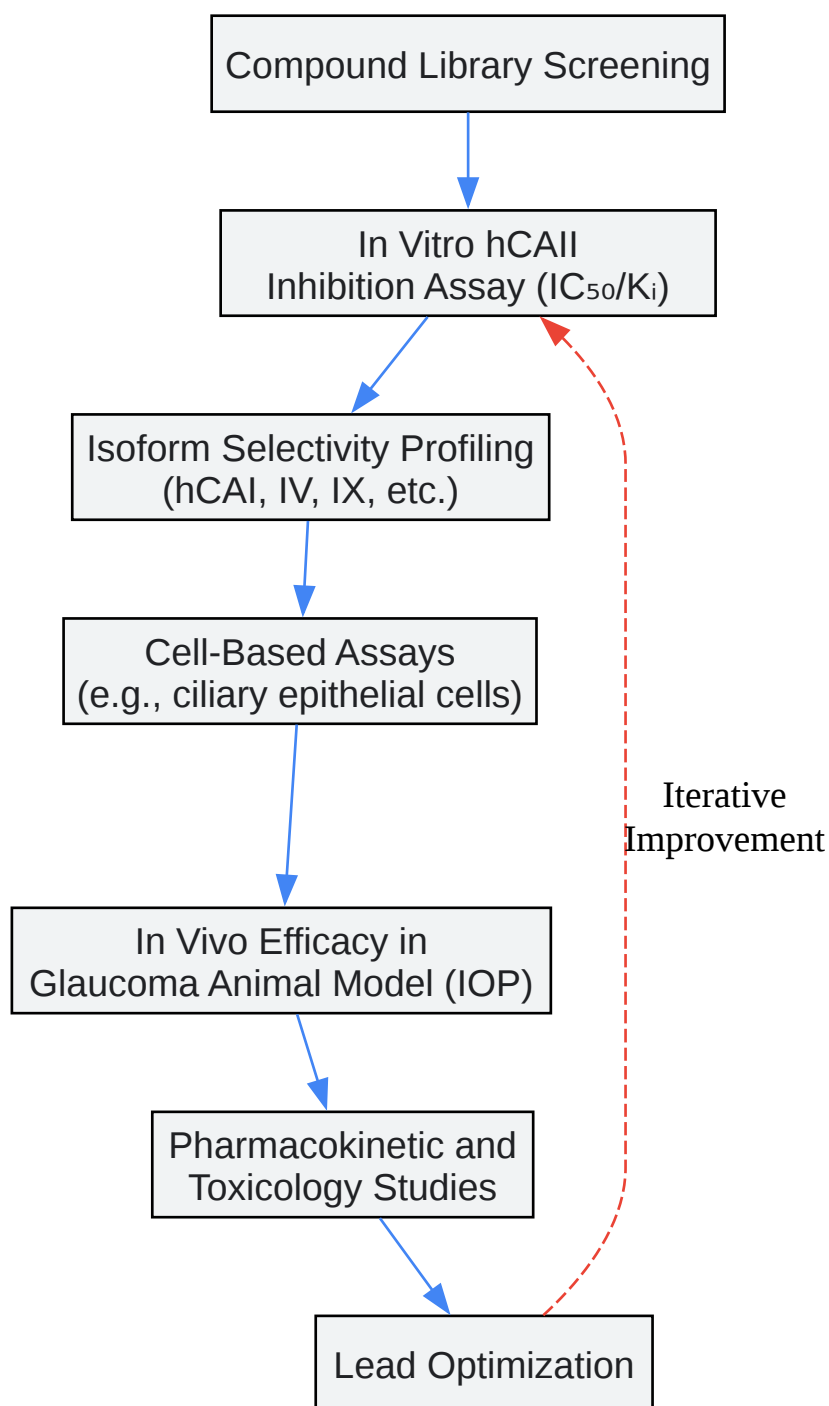 Compound Library Screening
In Vitro hCAII
Inhibition Assay (IC₅₀/Kᵢ)
Isoform Selectivity Profiling
(hCAI, IV, IX, etc.)
Cell-Based Assays
(e.g., ciliary epithelial cells)
Iterative
Improvement
In Vivo Efficacy in
Glaucoma Animal Model (IOP)
Pharmacokinetic and
Toxicology Studies
Lead Optimization